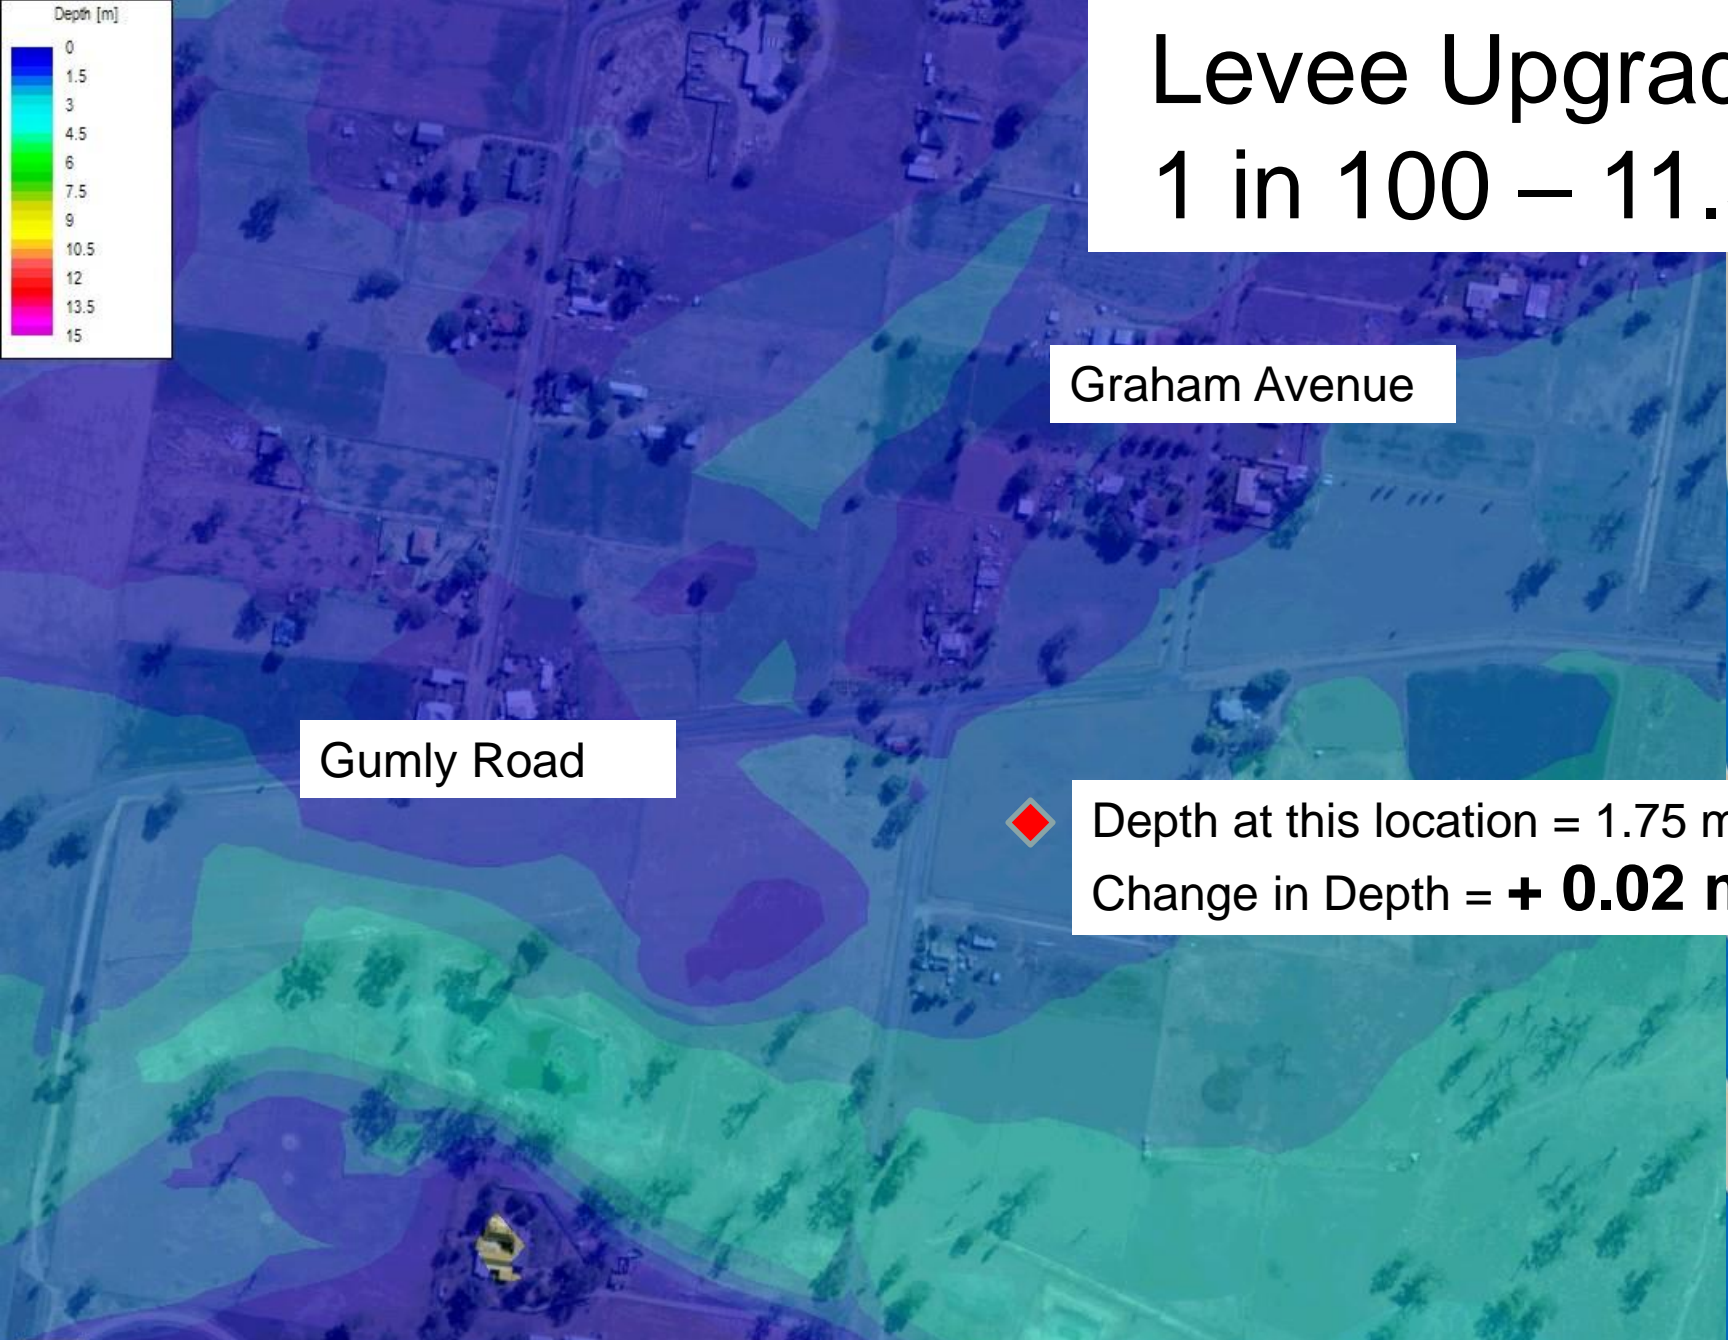 Depth [m]
0
1.5
3
4.5
6
7.5
9
10.5
12
13.5
15
Levee Upgrad
1 in 100 – 11.
Graham Avenue
Gumly Road
Depth at this location = 1.75 m
Change in Depth = + 0.02 m